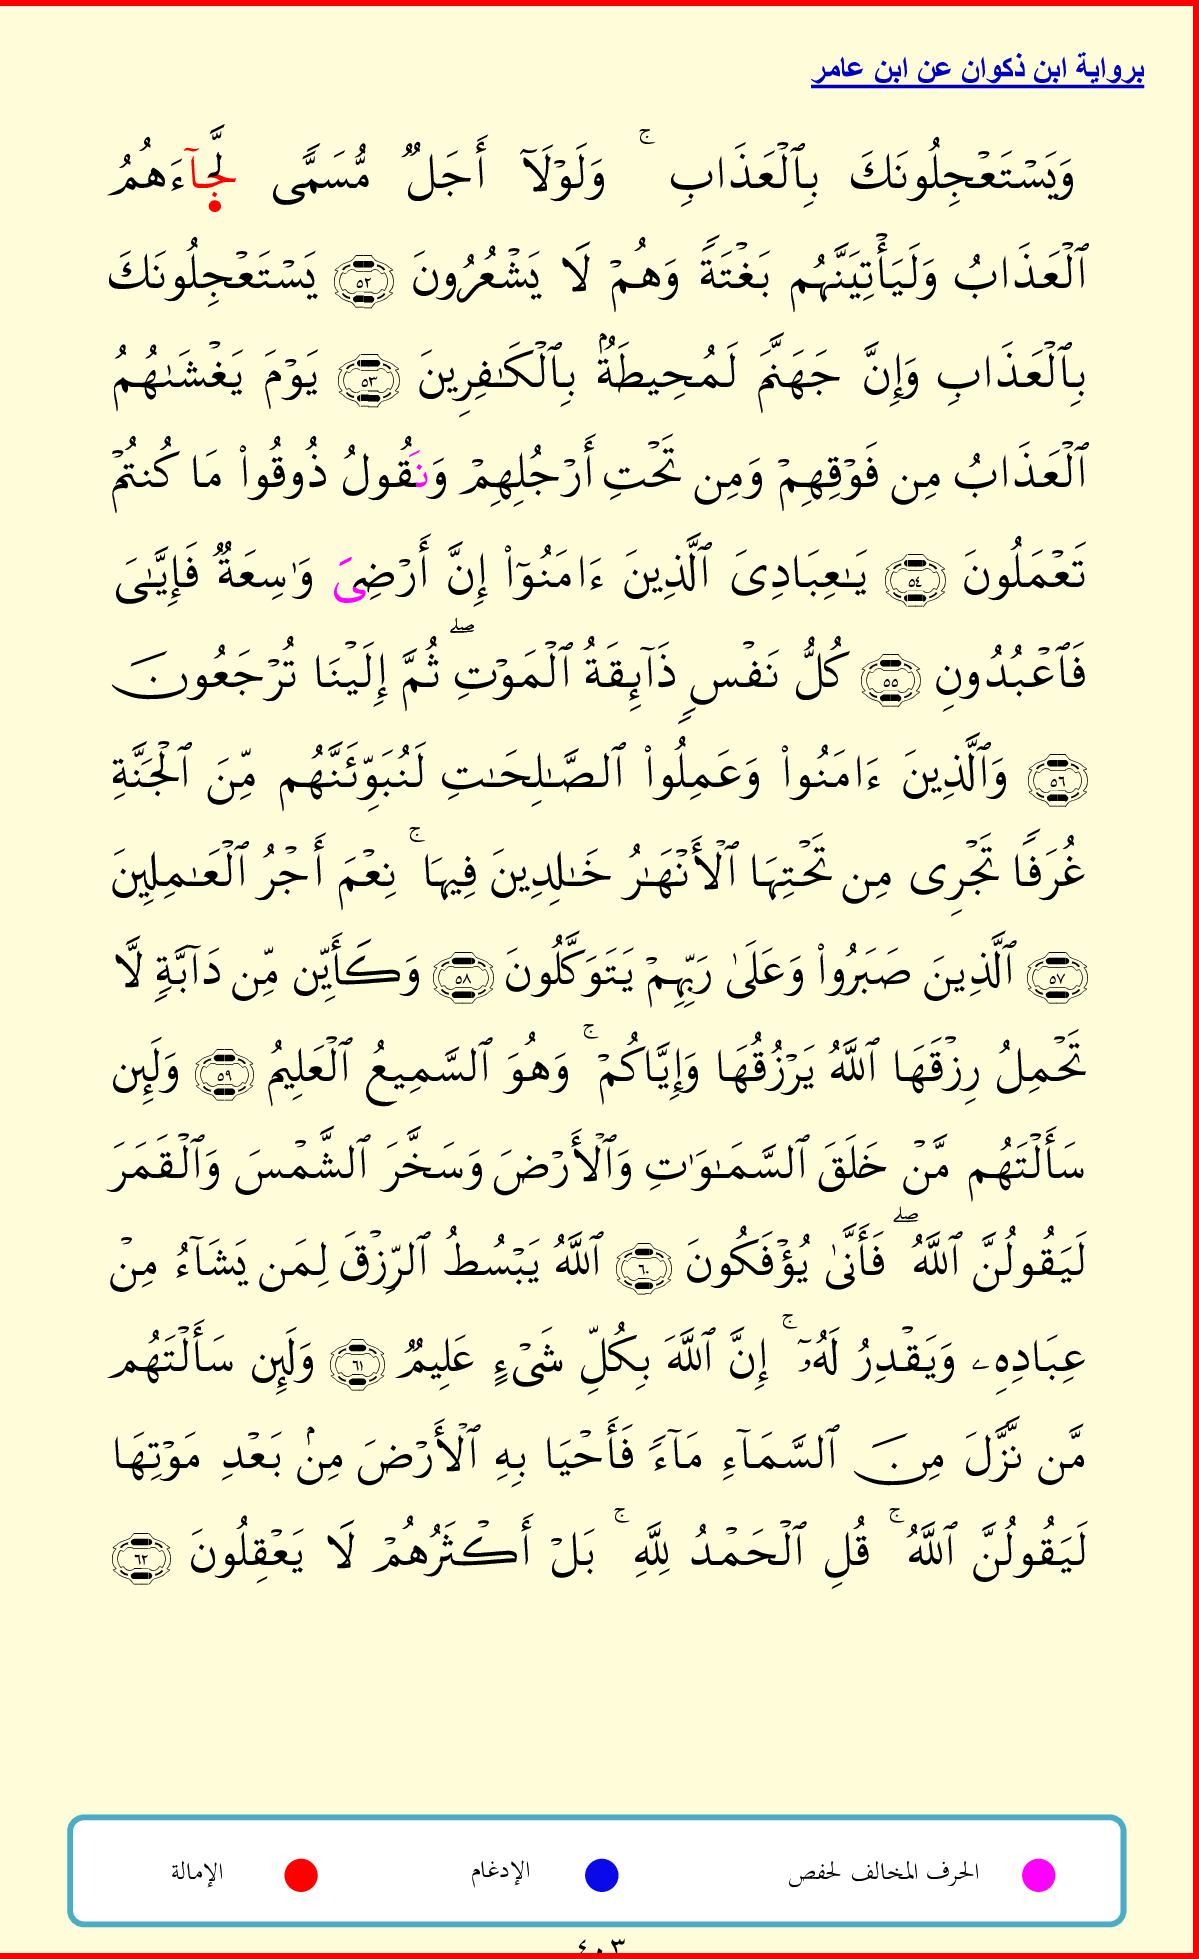 برواية ابن ذكوان عن ابن عامر
وَيَسۡتَعۡجِلُونَكَ بِٱلۡعَذَابِ ۚ وَلَوۡلَآ أَجَلٞ مُّسَمّٗى لَّجَآءَهُمُ
ٱلۡعَذَابُ وَلَيَأۡتِيَنَّهُم بَغۡتَةٗ وَهُمۡ لَا يَشۡعُرُونَ ٥٢ يَسۡتَعۡجِلُونَكَ
بِٱلۡعَذَابِ وَإِنَّ جَهَنَّمَ لَمُحِيطَةُۢ بِٱلۡكَٰفِرِينَ ٥٣ يَوۡمَ يَغۡشَىٰهُمُ
ٱلۡعَذَابُ مِن فَوۡقِهِمۡ وَمِن تَحۡتِ أَرۡجُلِهِمۡ وَنَقُولُ ذُوقُواْ مَا كُنتُمۡ
تَعۡمَلُونَ ٥٤ يَٰعِبَادِىَ ٱلَّذِينَ ءَامَنُوٓاْ إِنَّ أَرۡضِىَ وَٰسِعَةٞ فَإِيَّٰىَ
فَٱعۡبُدُونِ ٥٥ كُلُّ نَفۡسٖ ذَآئِقَةُ ٱلۡمَوۡتِ ۖ ثُمَّ إِلَيۡنَا تُرۡجَعُونَ
٥٦ وَٱلَّذِينَ ءَامَنُواْ وَعَمِلُواْ ٱلصَّٰلِحَٰتِ لَنُبَوِّئَنَّهُم مِّنَ ٱلۡجَنَّةِ
غُرَفٗا تَجۡرِى مِن تَحۡتِهَا ٱلۡأَنۡهَٰرُ خَٰلِدِينَ فِيهَا ۚ نِعۡمَ أَجۡرُ ٱلۡعَٰمِلِينَ
٥٧ ٱلَّذِينَ صَبَرُواْ وَعَلَىٰ رَبِّهِمۡ يَتَوَكَّلُونَ ٥٨ وَكَأَيِّن مِّن دَآبَّةٖ لَّا
تَحۡمِلُ رِزۡقَهَا ٱللَّهُ يَرۡزُقُهَا وَإِيَّاكُمۡ ۚ وَهُوَ ٱلسَّمِيعُ ٱلۡعَلِيمُ ٥٩ وَلَئِن
سَأَلۡتَهُم مَّنۡ خَلَقَ ٱلسَّمَٰوَٰتِ وَٱلۡأَرۡضَ وَسَخَّرَ ٱلشَّمۡسَ وَٱلۡقَمَرَ
لَيَقُولُنَّ ٱللَّهُ ۖ فَأَنَّىٰ يُؤۡفَكُونَ ٦٠ ٱللَّهُ يَبۡسُطُ ٱلرِّزۡقَ لِمَن يَشَآءُ مِنۡ
عِبَادِهِۦ وَيَقۡدِرُ لَهُۥٓ ۚ إِنَّ ٱللَّهَ بِكُلِّ شَىۡءٍ عَلِيمٞ ٦١ وَلَئِن سَأَلۡتَهُم
مَّن نَّزَّلَ مِنَ ٱلسَّمَآءِ مَآءٗ فَأَحۡيَا بِهِ ٱلۡأَرۡضَ مِنۢ بَعۡدِ مَوۡتِهَا
لَيَقُولُنَّ ٱللَّهُ ۚ قُلِ ٱلۡحَمۡدُ لِلَّهِ ۚ بَلۡ أَكۡثَرُهُمۡ لَا يَعۡقِلُونَ ٦٣
الحرف المخالف لحفص الإدغام الإمالة
٤٠٣